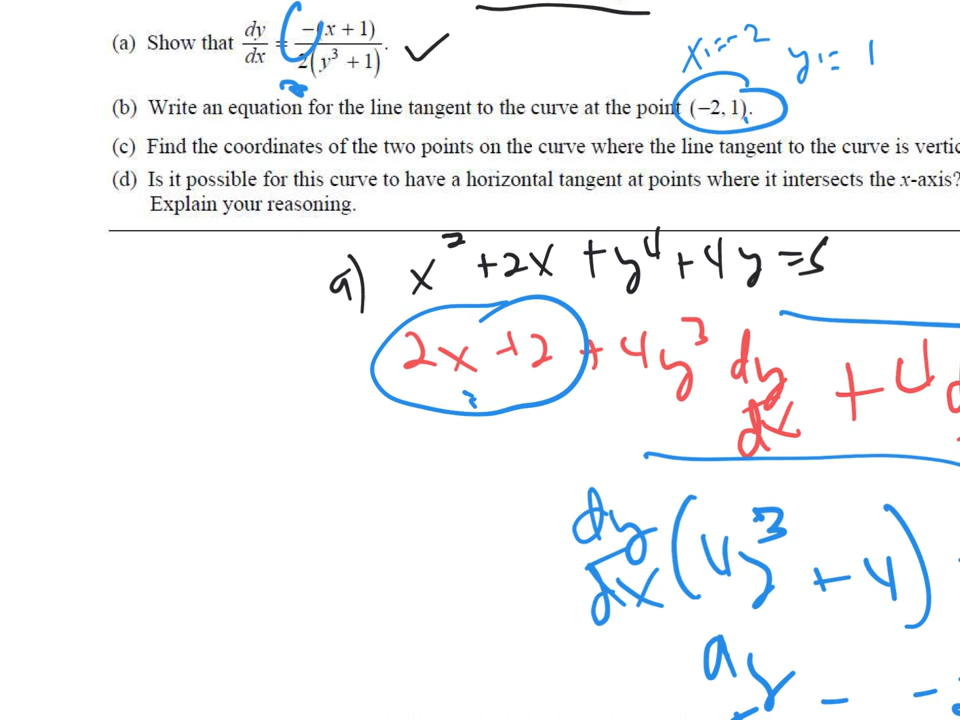 (a) Show that dy/dx = -(x + 1)/2(y³ + 1). ✓
x₁=-2 y₁= 1
(b) Write an equation for the line tangent to the curve at the point (−2, 1).
(c) Find the coordinates of the two points on the curve where the line tangent to the curve is vertic
(d) Is it possible for this curve to have a horizontal tangent at points where it intersects the x-axis?
Explain your reasoning.
a) x² +2x + y⁴ + 4y = 5
2x + 2 + 4y³ dy/dx + 4
dy/dx (4y³ + 4)